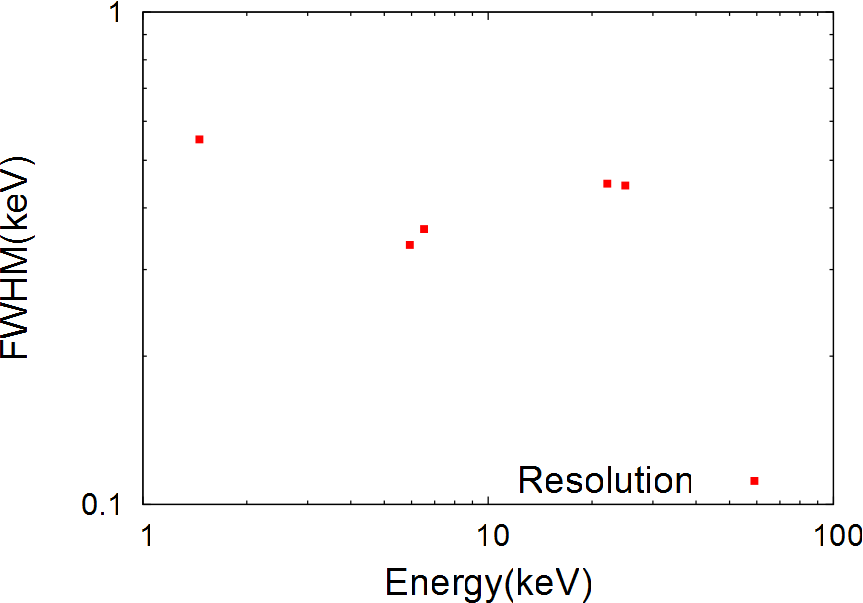 1
FWHM(keV)
Resolution
0.1
1 10 100
Energy(keV)